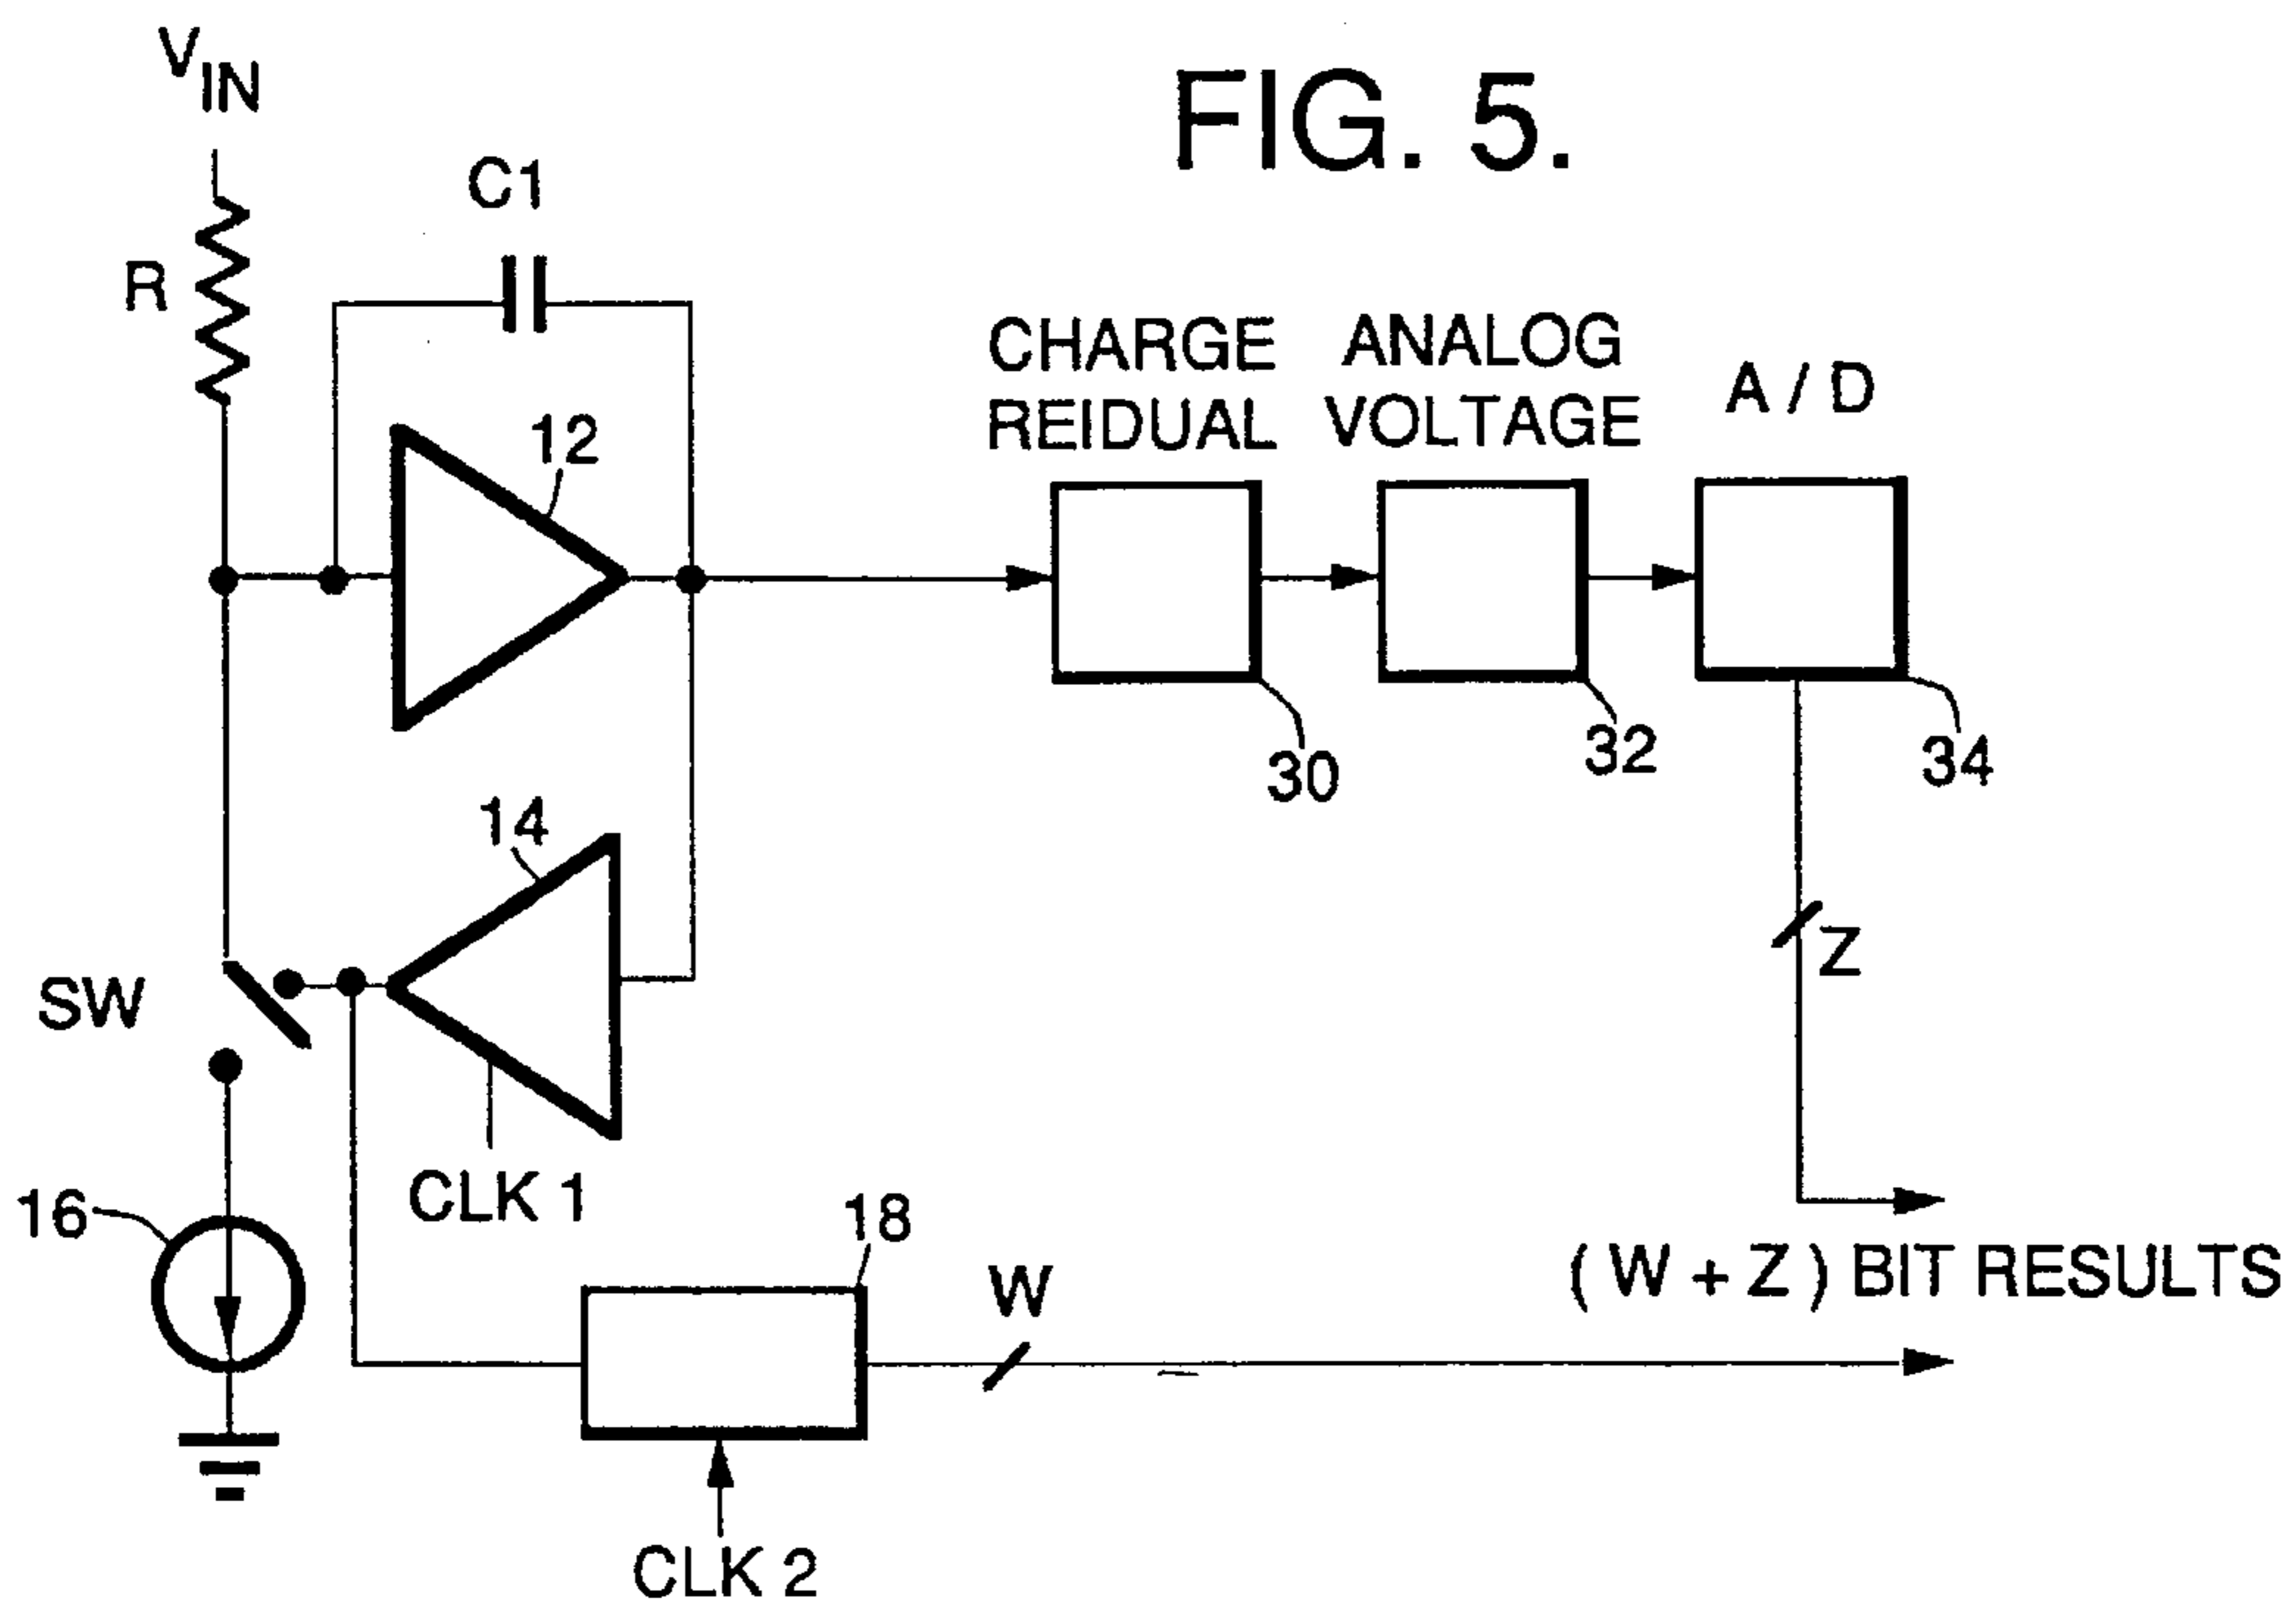 FIG. 5.
VIN
C1
R
CHARGE
REIDUAL
ANALOG
VOLTAGE
A / D
12
30
32
34
14
Z
SW
CLK 1
16
18
W
( W + Z ) BIT RESULTS
CLK 2